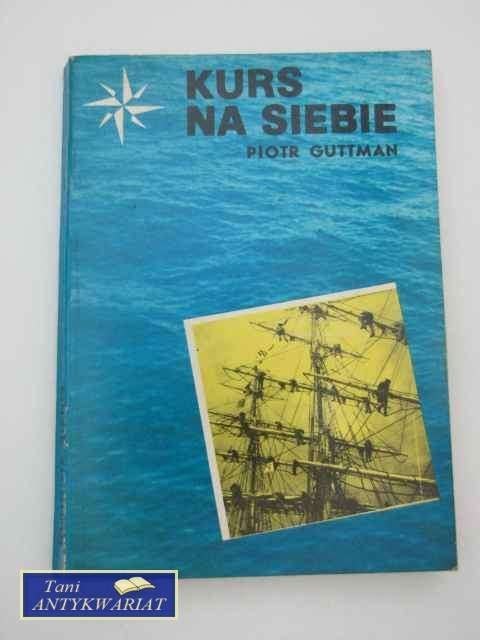 KURS
NA SIEBIE
PIOTR GUTTMAN
Tani
ANTYKWARIAT